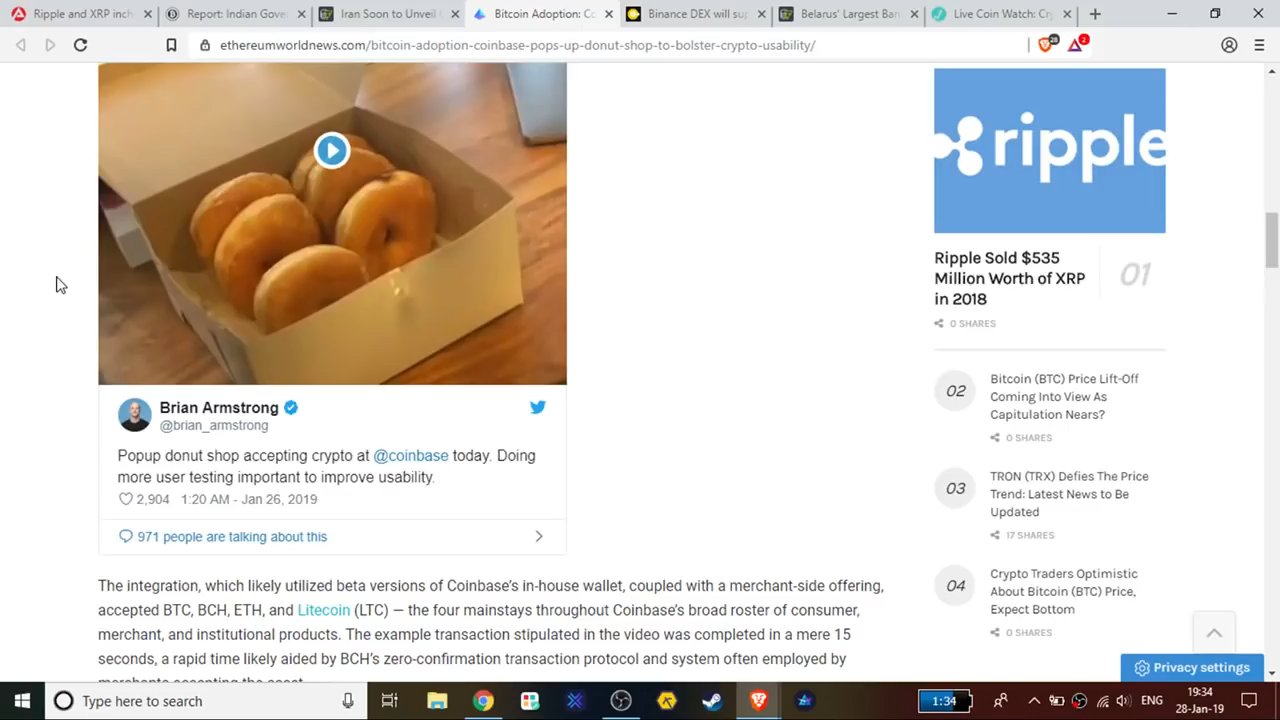 Ripple and XRP incl
Report: Indian Gover
Iran Soon to Unveil C
Bitcoin Adoption: Co
Binance DEX will sup
Belarus' Largest Ban
Live Coin Watch: Cry
ethereumworldnews.com/bitcoin-adoption-coinbase-pops-up-donut-shop-to-bolster-crypto-usability/
28
2
Brian Armstrong
@brian_armstrong
Popup donut shop accepting crypto at @coinbase today. Doing
more user testing important to improve usability.
2,904 1:20 AM - Jan 26, 2019
971 people are talking about this
The integration, which likely utilized beta versions of Coinbase's in-house wallet, coupled with a merchant-side offering,
accepted BTC, BCH, ETH, and Litecoin (LTC) — the four mainstays throughout Coinbase's broad roster of consumer,
merchant, and institutional products. The example transaction stipulated in the video was completed in a mere 15
seconds, a rapid time likely aided by BCH's zero-confirmation transaction protocol and system often employed by
merchants accepting the asset.
ripple
Ripple Sold $535
Million Worth of XRP
in 2018
01
0 SHARES
02
Bitcoin (BTC) Price Lift-Off
Coming Into View As
Capitulation Nears?
0 SHARES
03
TRON (TRX) Defies The Price
Trend: Latest News to Be
Updated
17 SHARES
04
Crypto Traders Optimistic
About Bitcoin (BTC) Price,
Expect Bottom
0 SHARES
Privacy settings
Type here to search
1:34
ENG
19:34
28-Jan-19